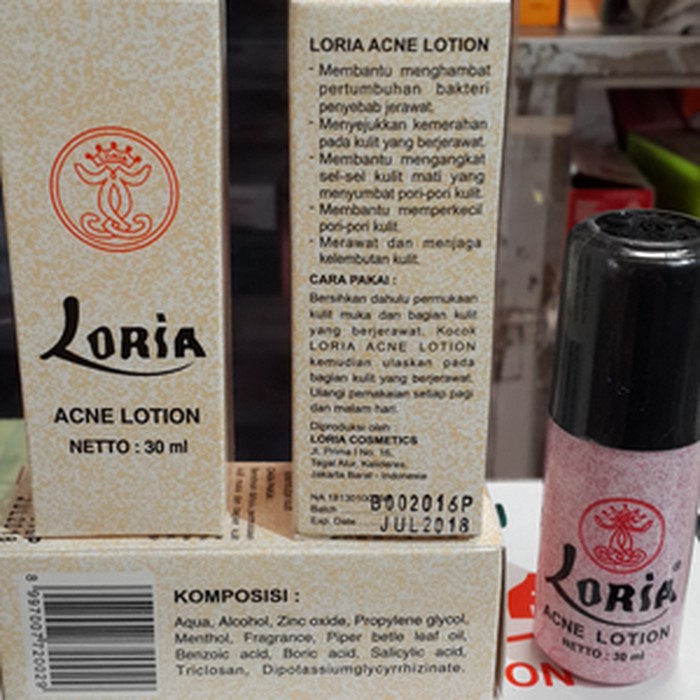 LORIA
ACNE LOTION
NETTO : 30 ml
LORIA ACNE LOTION
- Membantu menghambat
pertumbuhan bakteri
penyebab jerawat.
- Menyejukkan kemerahan
pada kulit yang berjerawat.
- Membantu mengangkat
sel-sel kulit mati yang
menyumbat pori-pori kulit.
- Membantu memperkecil
pori-pori kulit.
- Merawat dan menjaga
kelembutan kulit.
CARA PAKAI :
Bersihkan dahulu permukaan
kulit muka dan bagian kulit
yang berjerawat. Kocok
LORIA ACNE LOTION
kemudian ulaskan pada
bagian kulit yang berjerawat.
Ulangi pemakaian setiap pagi
dan malam hari.
Diproduksi oleh :
LORIA COSMETICS
Jl. Prima I No. 16,
Tegal Alur, Kalideres,
Jakarta Barat - Indonesia
Batch B002016P
Exp. Date JUL2018
KOMPOSISI :
Aqua, Alcohol, Zinc oxide, Propylene glycol,
Menthol, Fragrance, Piper betle leaf oil,
Benzoic acid, Boric acid, Salicylic acid,
Triclosan, Dipotassiumglycyrrhizinate.
8 997007720029
LORIA®
ACNE LOTION
NETTO : 30 ml
ON